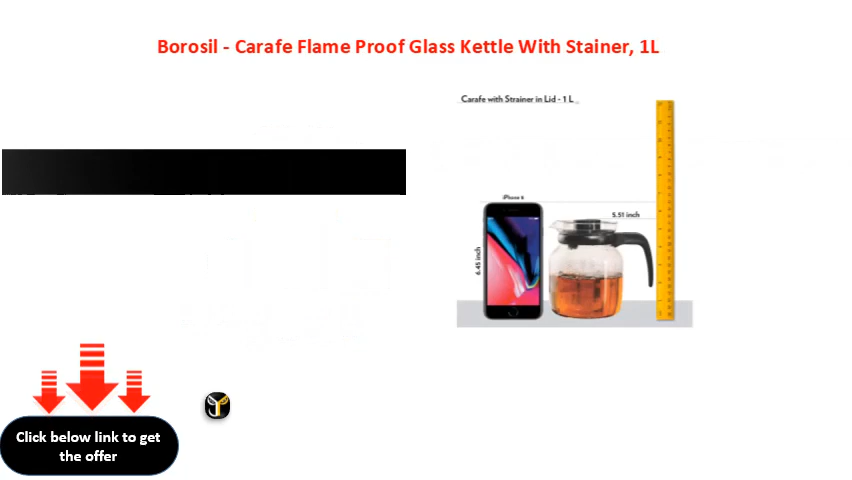 Borosil - Carafe Flame Proof Glass Kettle With Stainer, 1L
Carafe with Strainer in Lid - 1 L
iPhone 8
5.51 inch
6.45 inch
Click below link to get
the offer